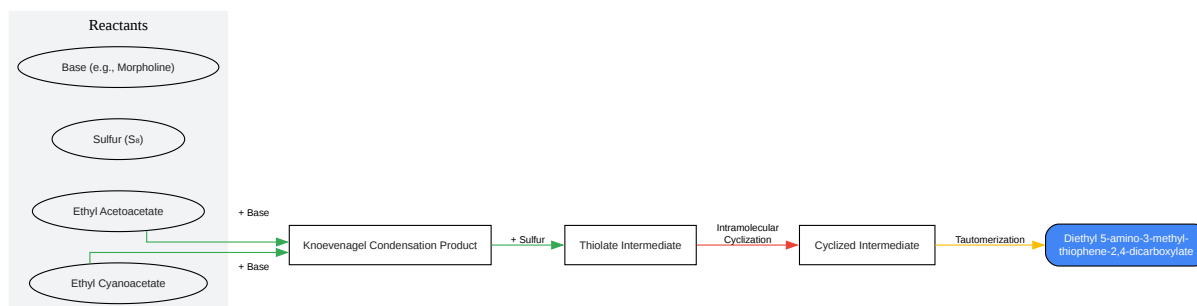 Reactants
Base (e.g., Morpholine)
Sulfur (S₈)
Ethyl Acetoacetate
+ Base
Knoevenagel Condensation Product
+ Sulfur
Thiolate Intermediate
Intramolecular
Cyclization
Cyclized Intermediate
Tautomerization
Diethyl 5-amino-3-methyl-
thiophene-2,4-dicarboxylate
+ Base
Ethyl Cyanoacetate